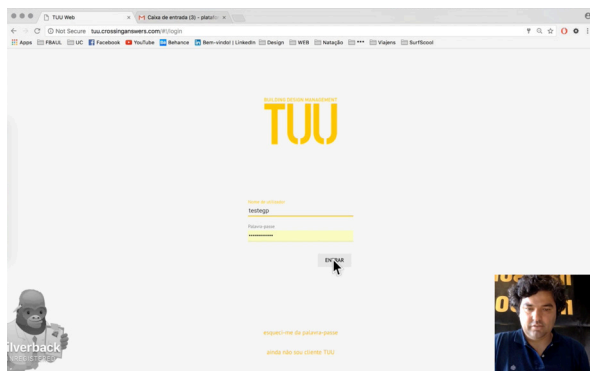 TUU Web
Caixa de entrada (3) - platafo
Not Secure tuu.crossinganswers.com/#!/login
Apps FBAUL UC Facebook YouTube Behance Bem-vindo! | LinkedIn Design WEB Natação *** Viajens SurfScool
BUILDING DESIGN MANAGEMENT
TUU
Nome de utilizador
testegp
Palavra-passe
ENTRAR
esqueci-me da palavra-passe
ainda não sou cliente TUU
ilverback
REGISTERED